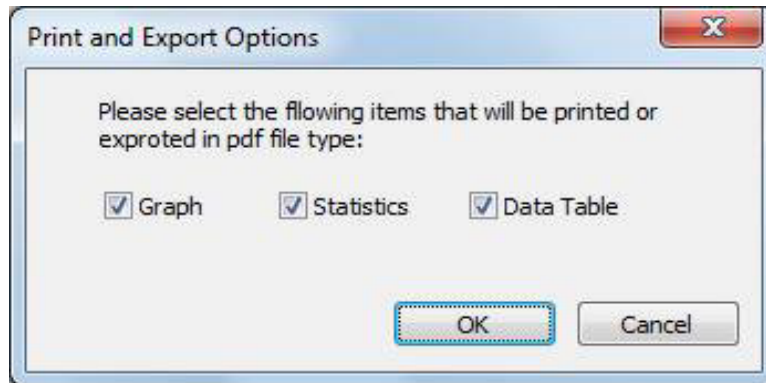 Print and Export Options
Please select the fllowing items that will be printed or
exproted in pdf file type:
Graph Statistics Data Table
OK Cancel